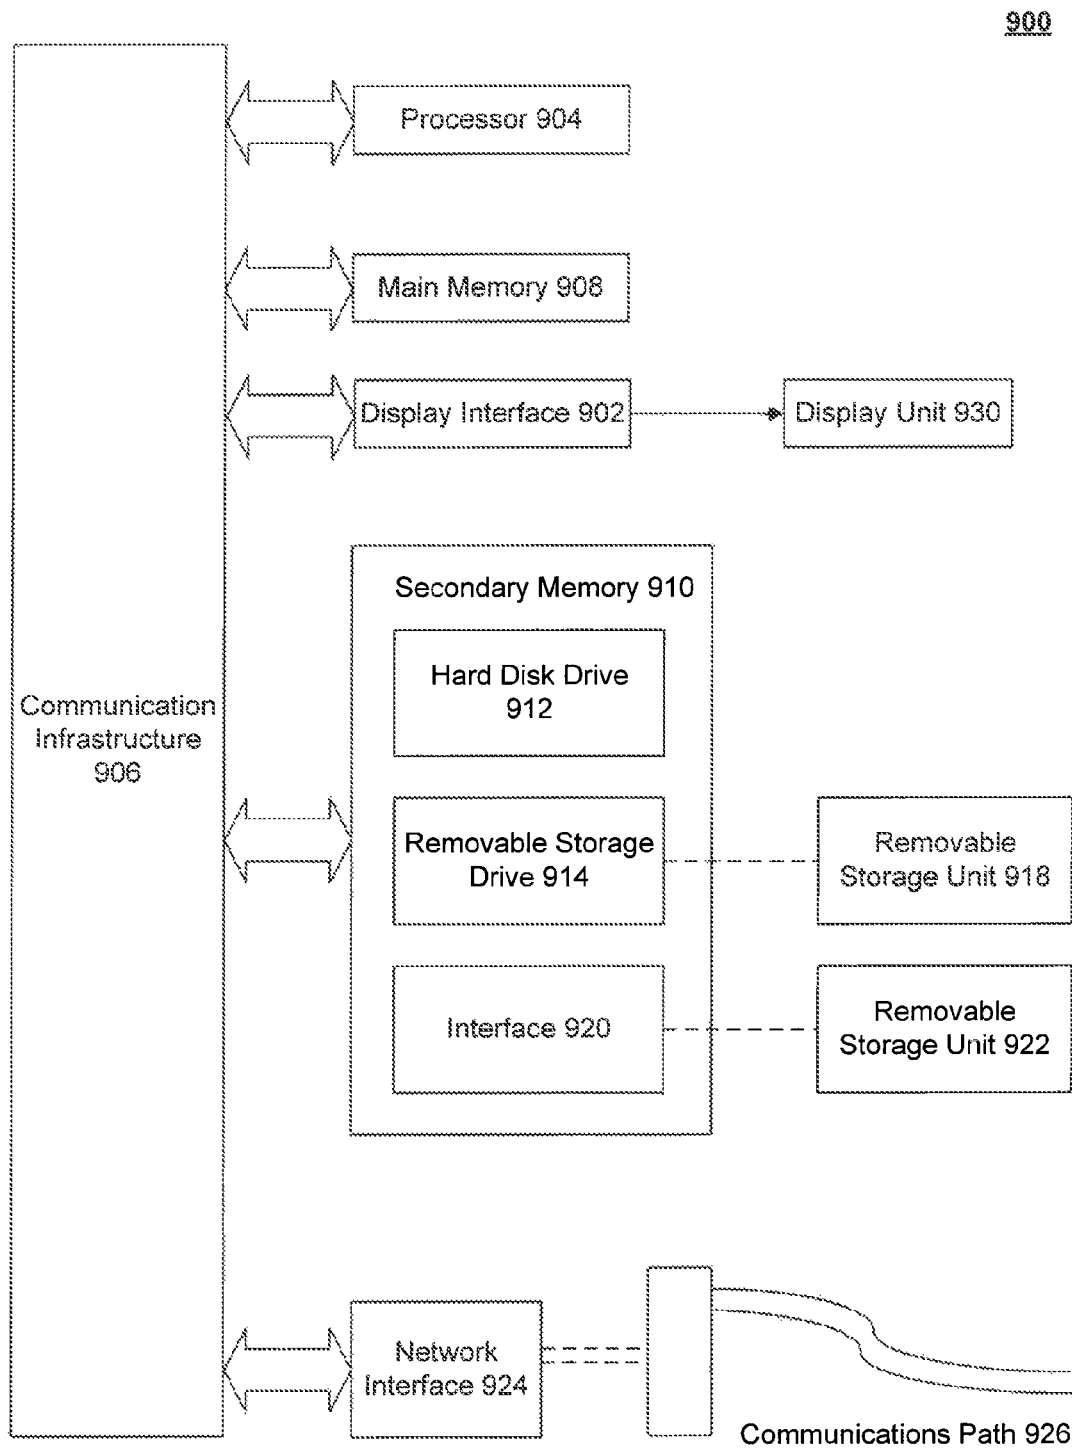 900
Processor 904
Main Memory 908
Display Interface 902
Display Unit 930
Secondary Memory 910
Hard Disk Drive
912
Communication
Infrastructure
906
Removable Storage
Drive 914
Removable
Storage Unit 918
Interface 920
Removable
Storage Unit 922
Network
Interface 924
Communications Path 926